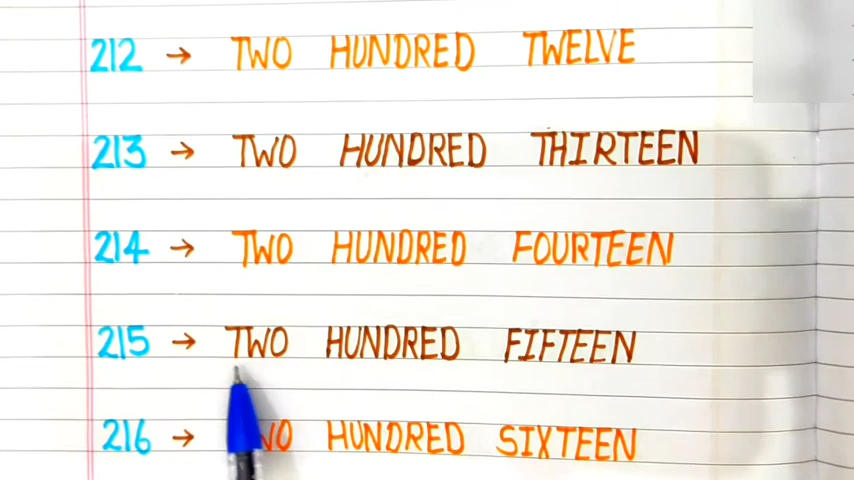 212 → TWO HUNDRED TWELVE
213 → TWO HUNDRED THIRTEEN
214 → TWO HUNDRED FOURTEEN
215 → TWO HUNDRED FIFTEEN
216 → TWO HUNDRED SIXTEEN